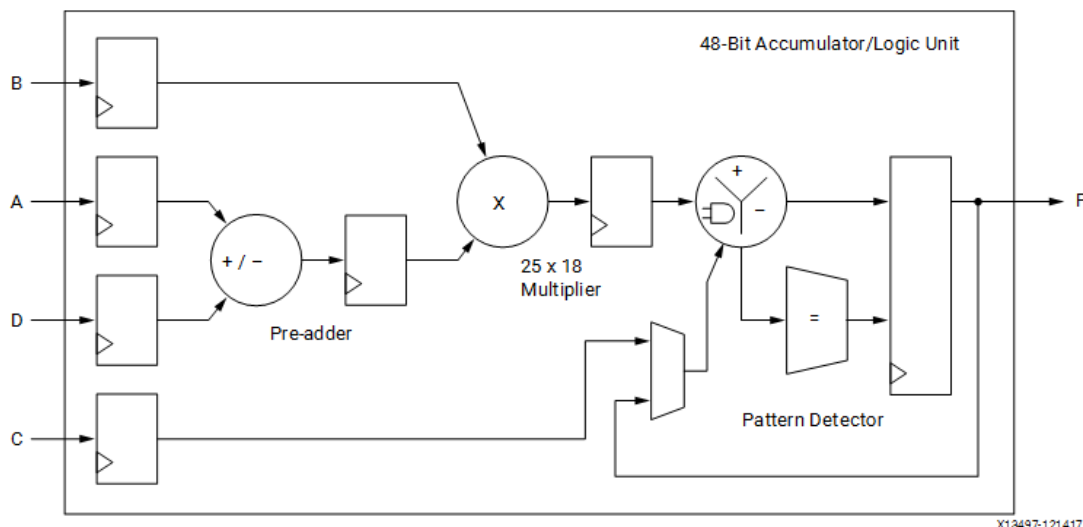 48-Bit Accumulator/Logic Unit
B
A
+
−
P
X
+ / −
25 x 18
Multiplier
D
Pre-adder
=
Pattern Detector
C
X13497-121417